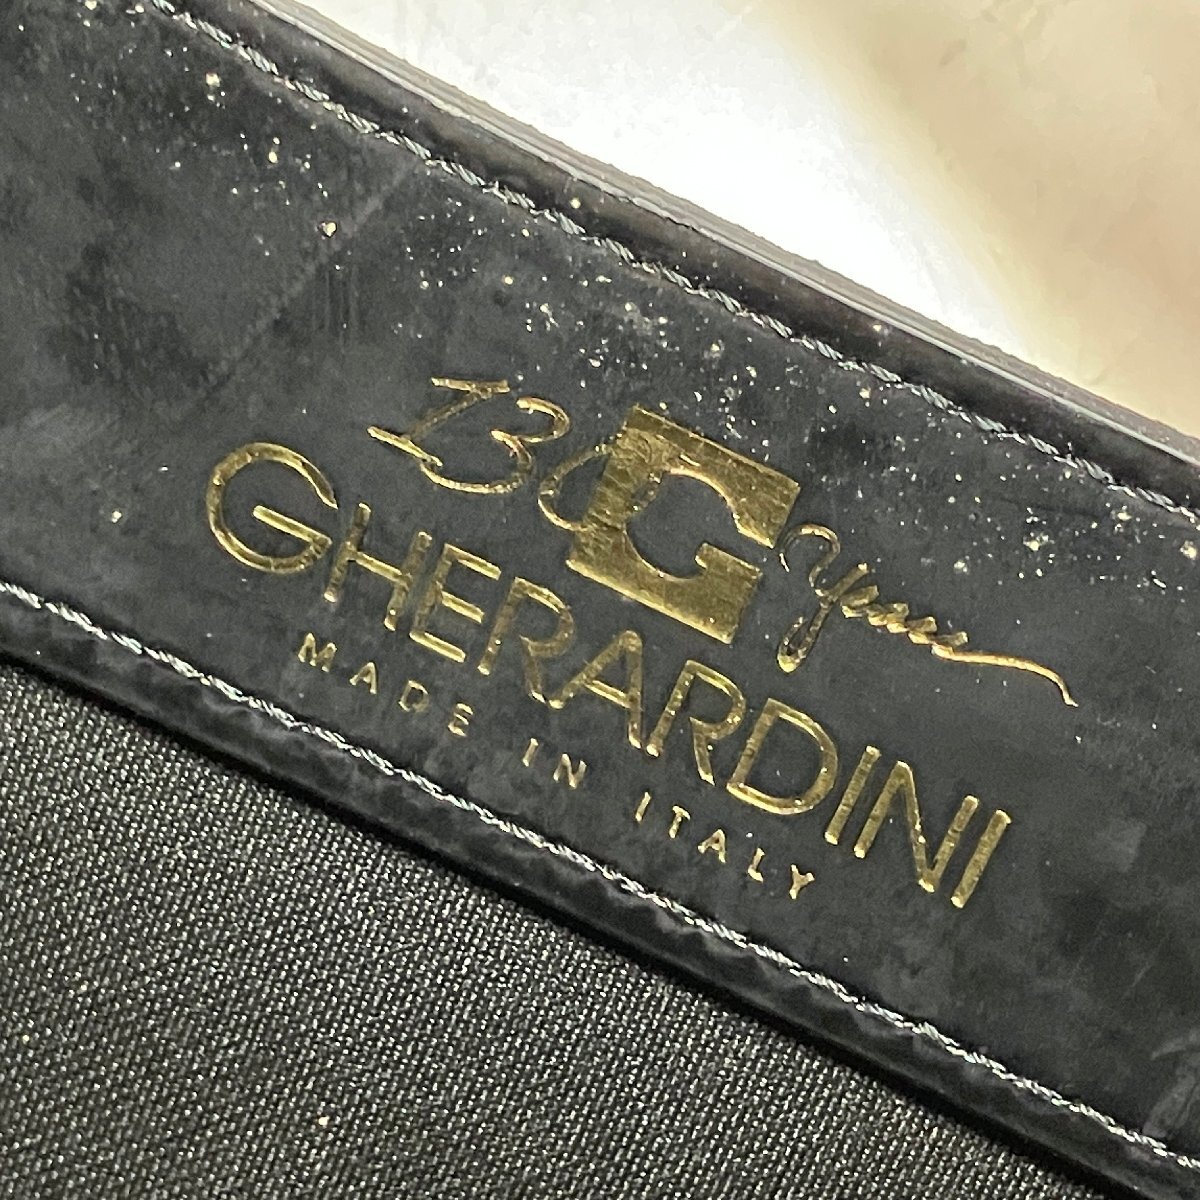 130 G years
GHERARDINI
MADE IN ITALY